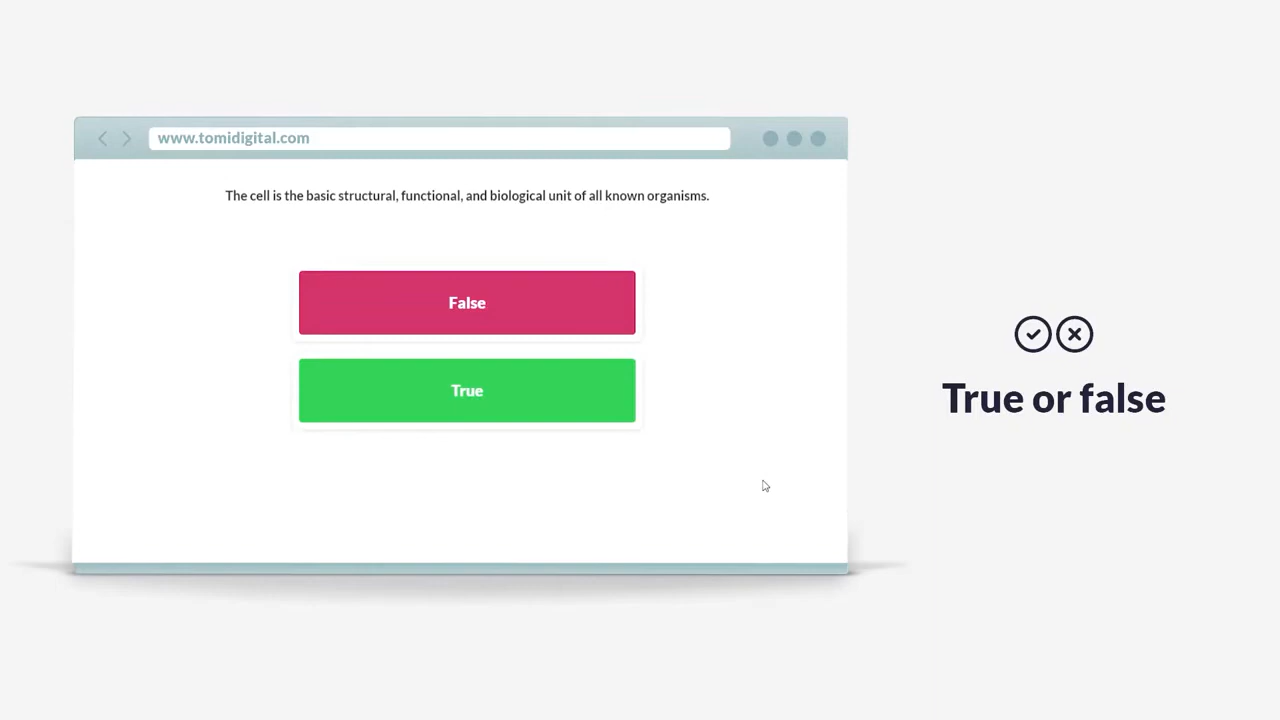 www.tomidigital.com
The cell is the basic structural, functional, and biological unit of all known organisms.
False
True
True or false